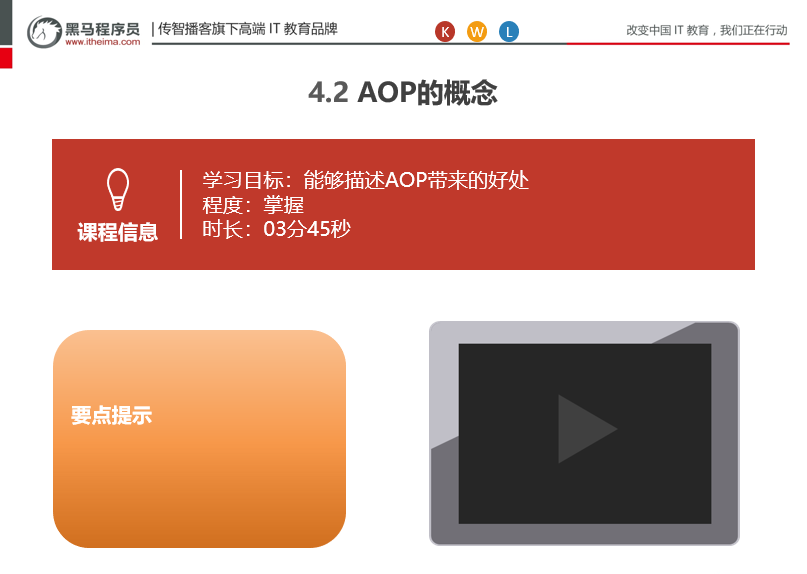 黑马程序员
www.itheima.com
传智播客旗下高端 IT 教育品牌
K W L
改变中国 IT 教育，我们正在行动
4.2 AOP的概念
课程信息
学习目标：能够描述AOP带来的好处
程度：掌握
时长：03分45秒
要点提示